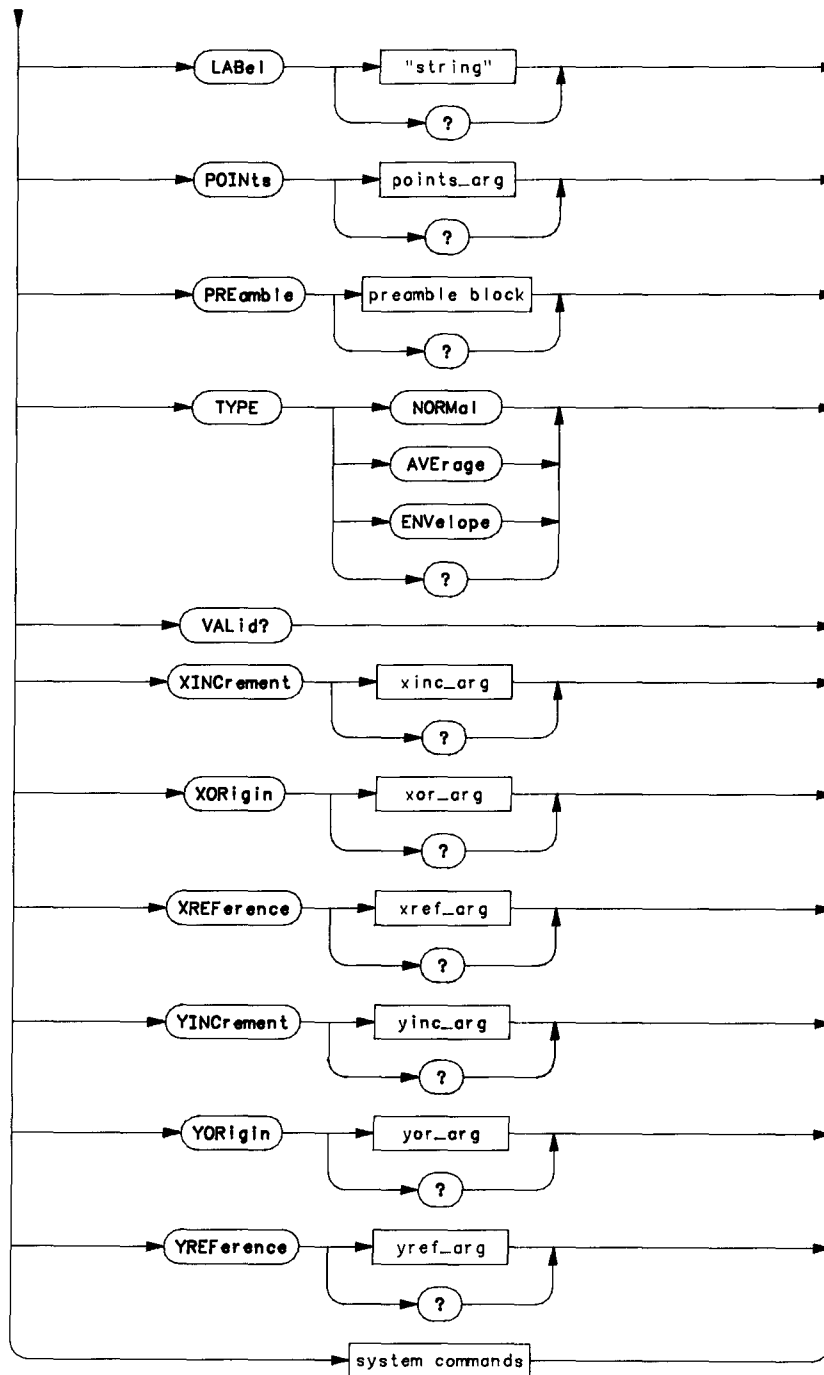 LABel "string"
?
POINts points_arg
?
PREamble preamble block
?
TYPE NORMal
AVErage
ENVelope
?
VALid?
XINCrement xinc_arg
?
XORigin xor_arg
?
XREFerence xref_arg
?
YINCrement yinc_arg
?
YORigin yor_arg
?
YREFerence yref_arg
?
system commands